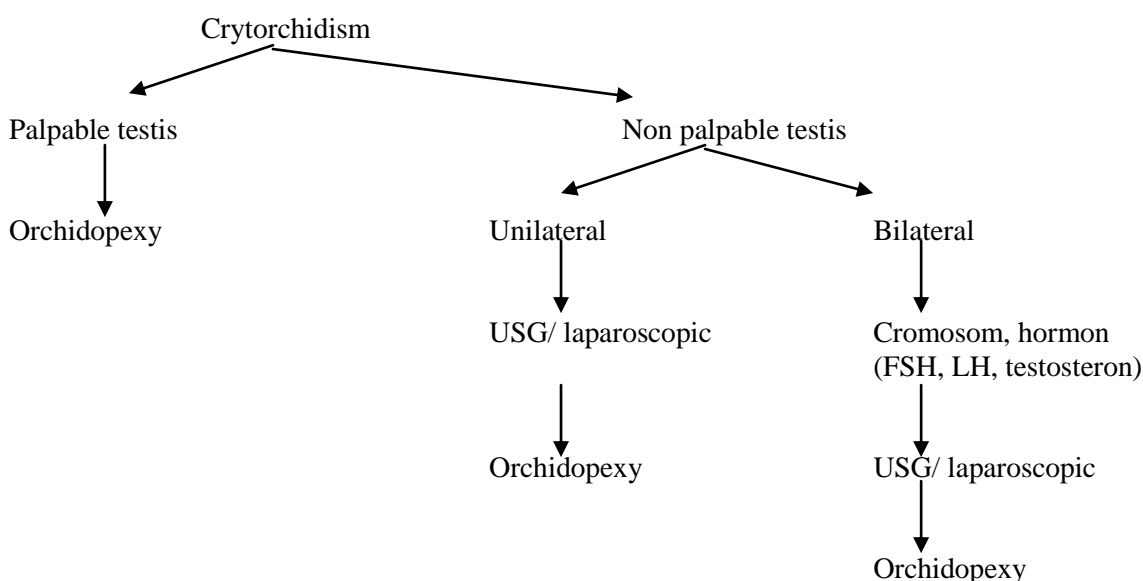 Crytorchidism
Palpable testis
Non palpable testis
Orchidopexy
Unilateral
Bilateral
USG/ laparoscopic
Cromosom, hormon
(FSH, LH, testosteron)
Orchidopexy
USG/ laparoscopic
Orchidopexy